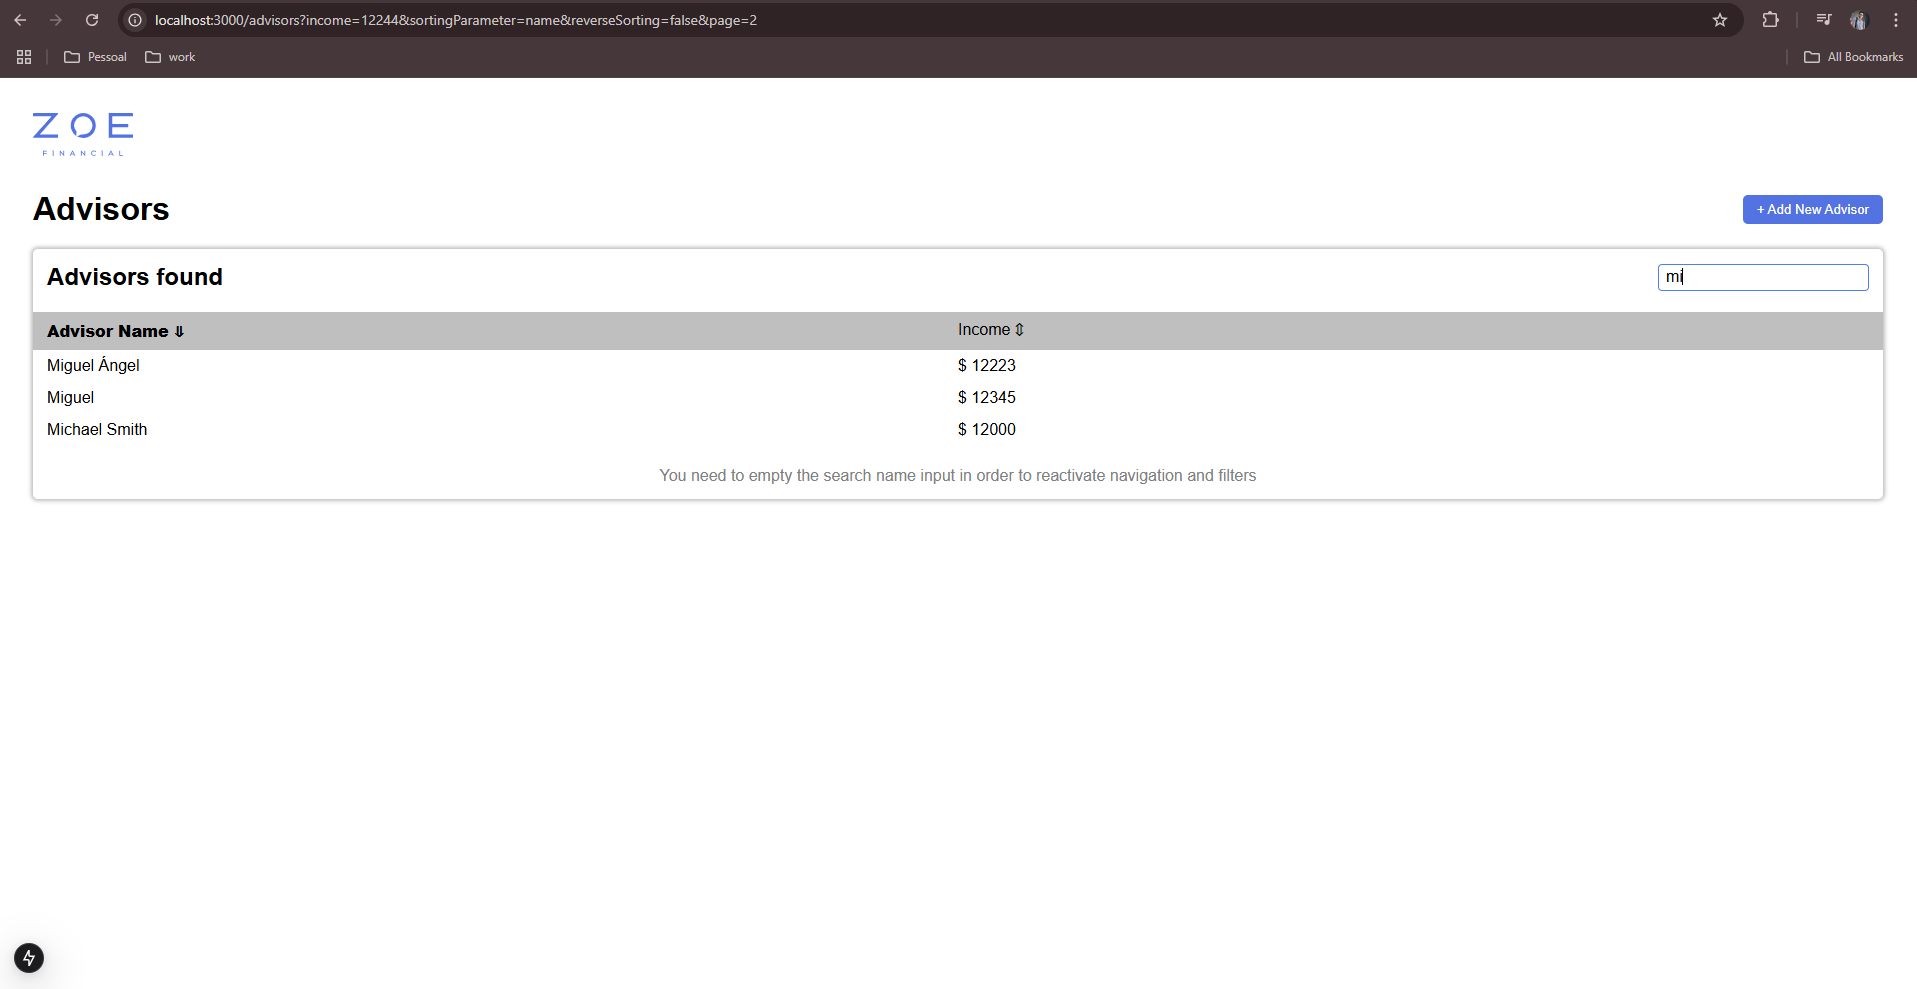 localhost:3000/advisors?income=12244&sortingParameter=name&reverseSorting=false&page=2
Pessoal work All Bookmarks
ZOE
FINANCIAL
Advisors
+ Add New Advisor
Advisors found
mi
Advisor Name ⇓ Income ⇕
Miguel Ángel $ 12223
Miguel $ 12345
Michael Smith $ 12000
You need to empty the search name input in order to reactivate navigation and filters